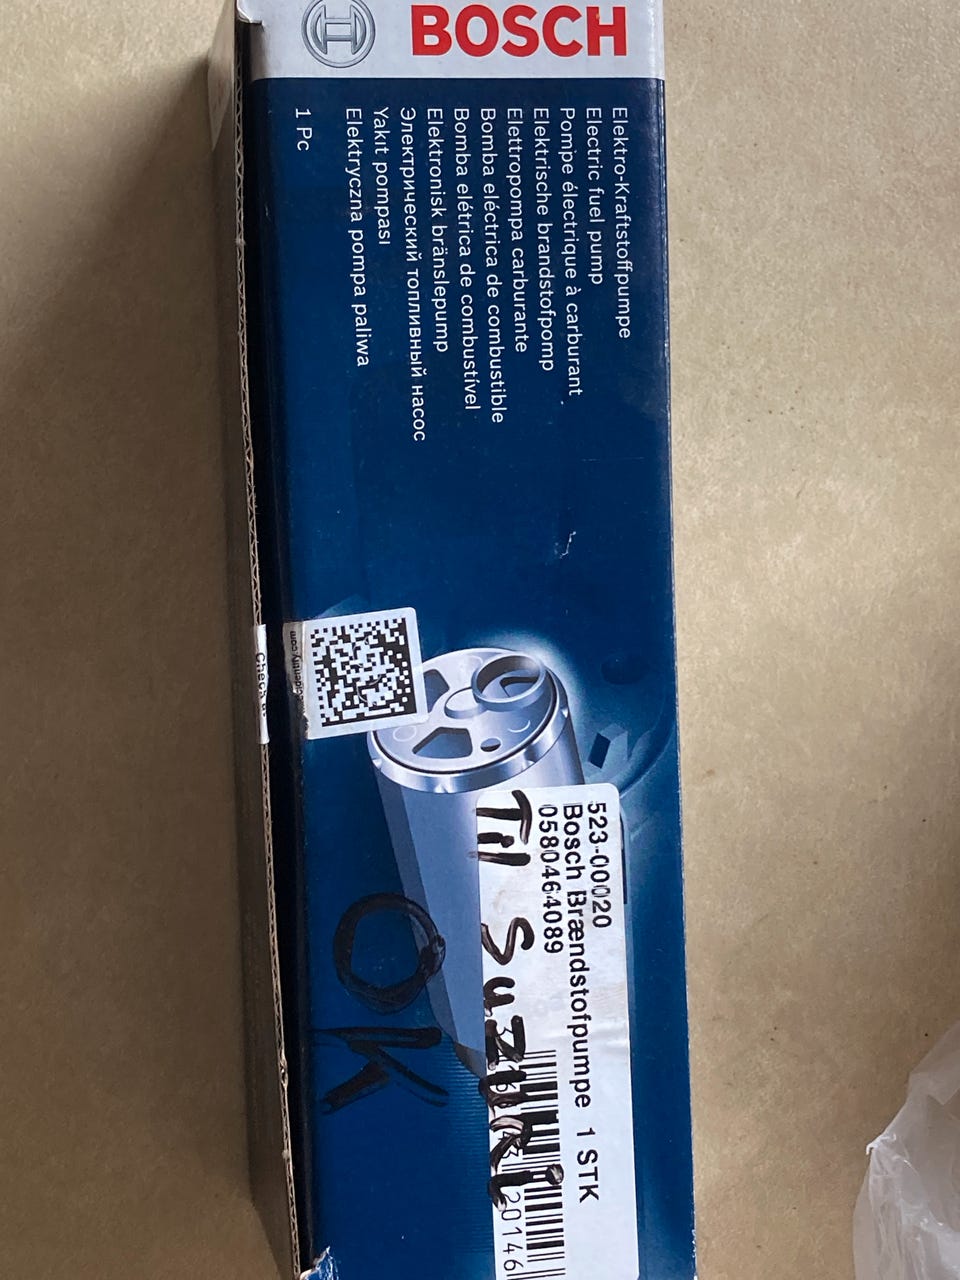 BOSCH
Elektro-Kraftstoffpumpe
Electric fuel pump
Pompe électrique à carburant
Elektrische brandstofpomp
Elettropompa carburante
Bomba eléctrica de combustible
Bomba elétrica de combustível
Elektronisk bränslepump
Электрический топливный насос
Yakıt pompası
Elektryczna pompa paliwa
1 Pc
523-00020
Bosch Brændstofpumpe 1 STK
0580464089
Til Suzuki
OK